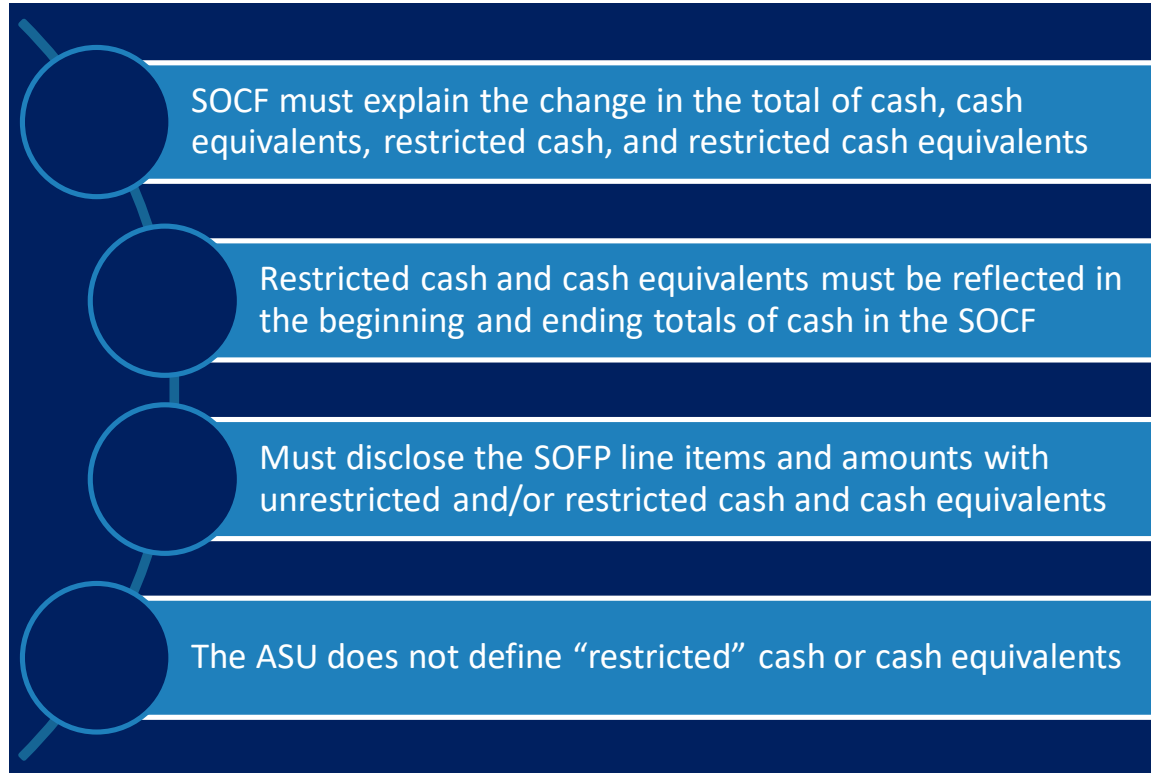 SOCF must explain the change in the total of cash, cash
equivalents, restricted cash, and restricted cash equivalents
Restricted cash and cash equivalents must be reflected in
the beginning and ending totals of cash in the SOCF
Must disclose the SOFP line items and amounts with
unrestricted and/or restricted cash and cash equivalents
The ASU does not define “restricted” cash or cash equivalents